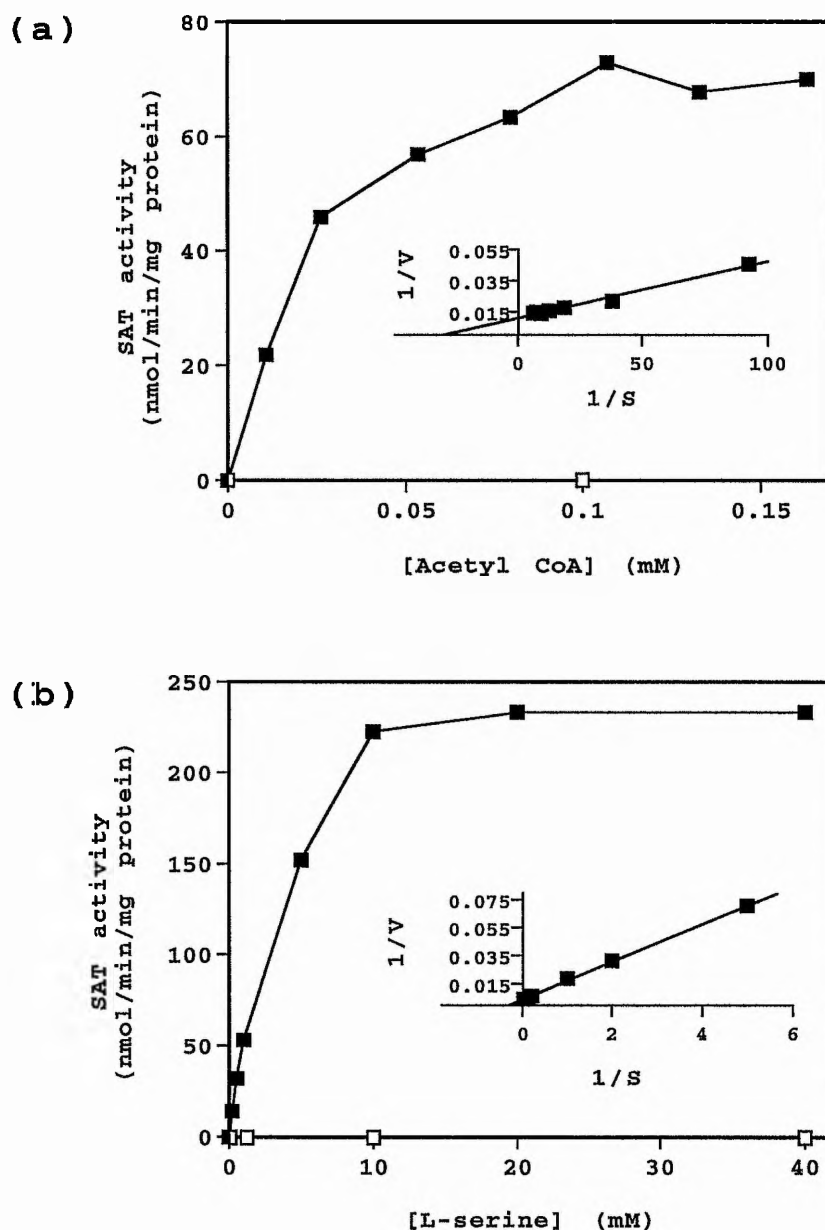 (a)
80
60
40
20
0
SAT activity
(nmol/min/mg protein)
0
0.05
0.1
0.15
[Acetyl CoA] (mM)
0.055
0.035
0.015
1/V
0
50
100
1/S
(b)
250
200
150
100
50
0
SAT activity
(nmol/min/mg protein)
0
10
20
30
40
[L-serine] (mM)
0.075
0.055
0.035
0.015
1/V
0
2
4
6
1/S